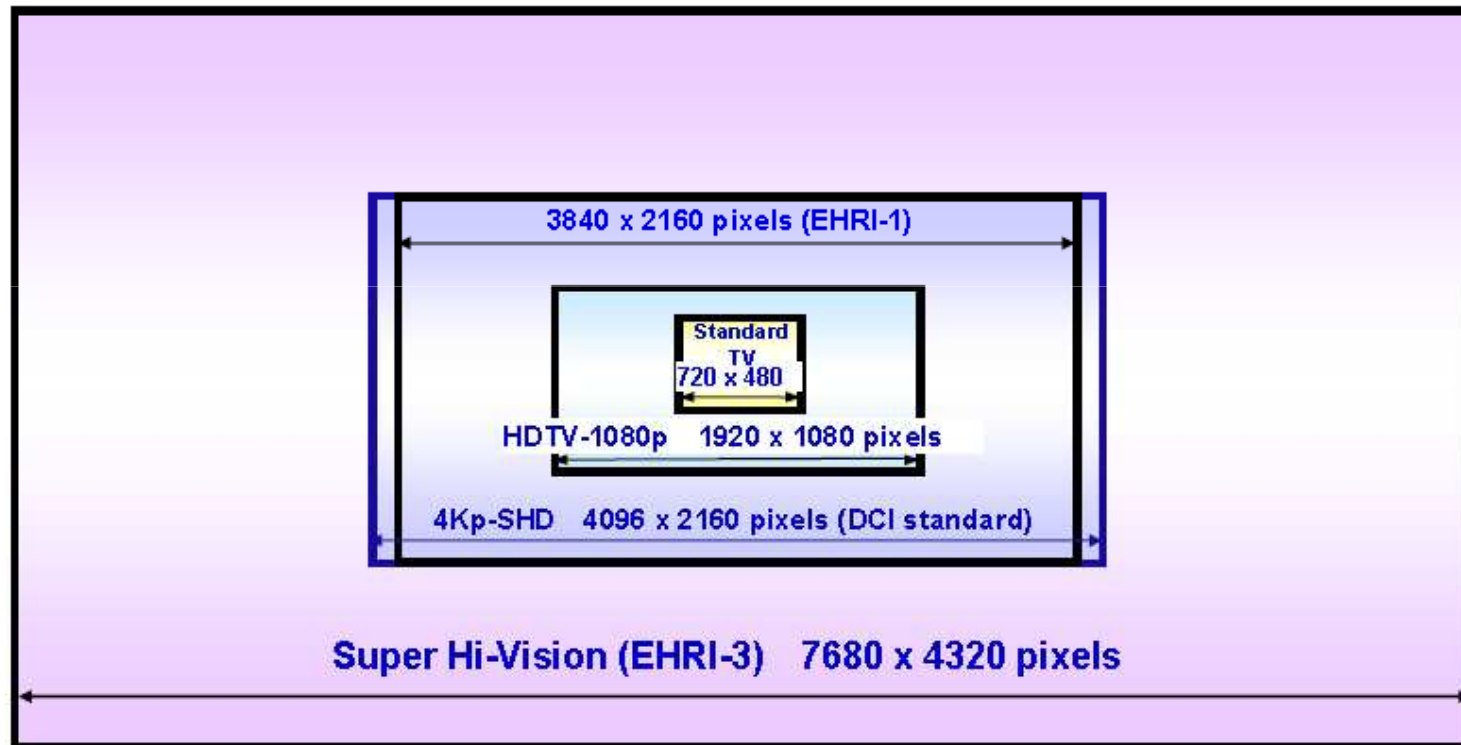 3840 x 2160 pixels (EHRI-1)
Standard
TV
720 x 480
HDTV-1080p 1920 x 1080 pixels
4Kp-SHD 4096 x 2160 pixels (DCI standard)
Super Hi-Vision (EHRI-3) 7680 x 4320 pixels